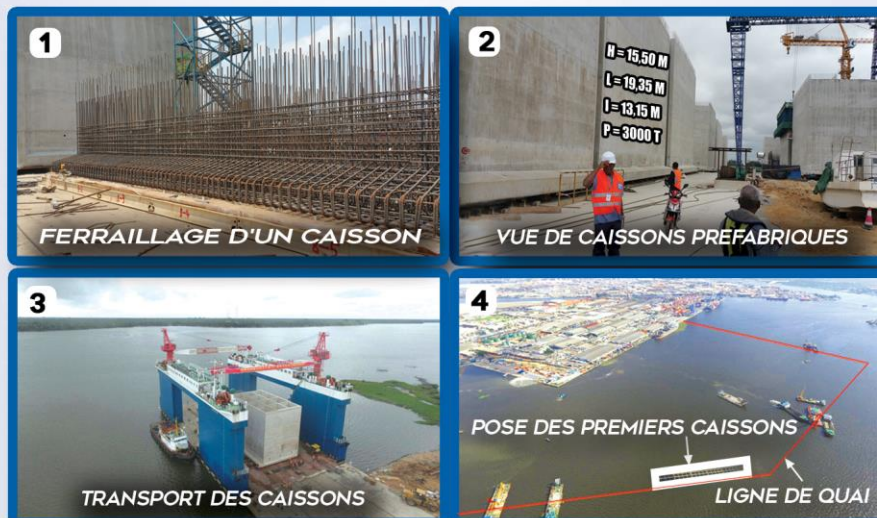 1
FERRAILLAGE D'UN CAISSON
2
H = 15,50 M
L = 19,35 M
l = 13,15 M
P = 3000 T
VUE DE CAISSONS PREFABRIQUES
3
TRANSPORT DES CAISSONS
4
POSE DES PREMIERS CAISSONS
LIGNE DE QUAI